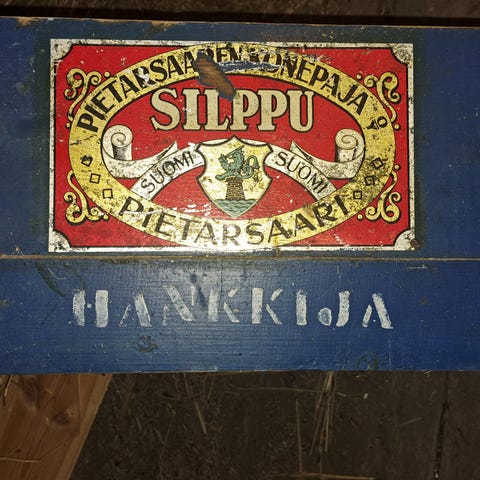 PIETARSAAREN KONEPAJA
SILPPU
SUOMI SUOMI
PIETARSAARI
HANKKIJA